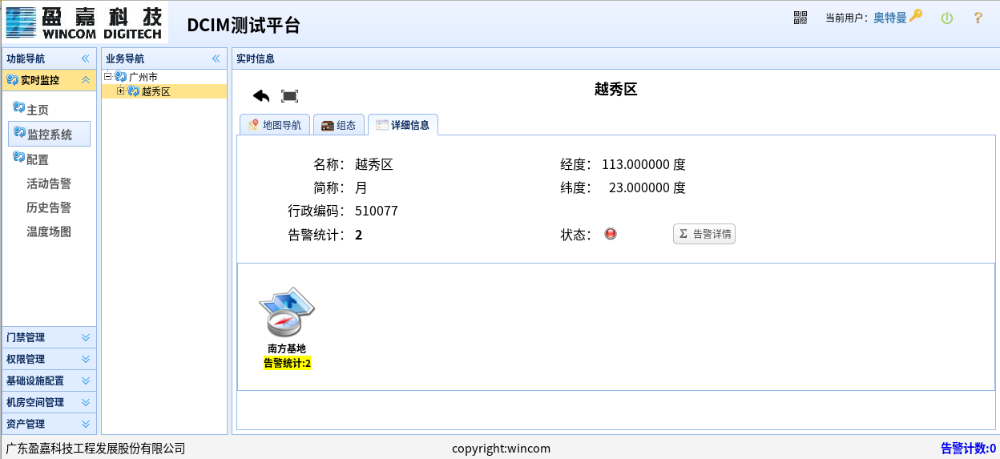 盈嘉科技
WINCOM DIGITECH
DCIM测试平台
当前用户：奥特曼
功能导航
业务导航
实时信息
实时监控
主页
监控系统
配置
活动告警
历史告警
温度场图
门禁管理
权限管理
基础设施配置
机房空间管理
资产管理
广州市
越秀区
越秀区
地图导航 组态 详细信息
名称： 越秀区 经度： 113.000000 度
简称： 月 纬度： 23.000000 度
行政编码： 510077
告警统计： 2 状态： Σ 告警详情
南方基地
告警统计:2
广东盈嘉科技工程发展股份有限公司 copyright:wincom 告警计数:0